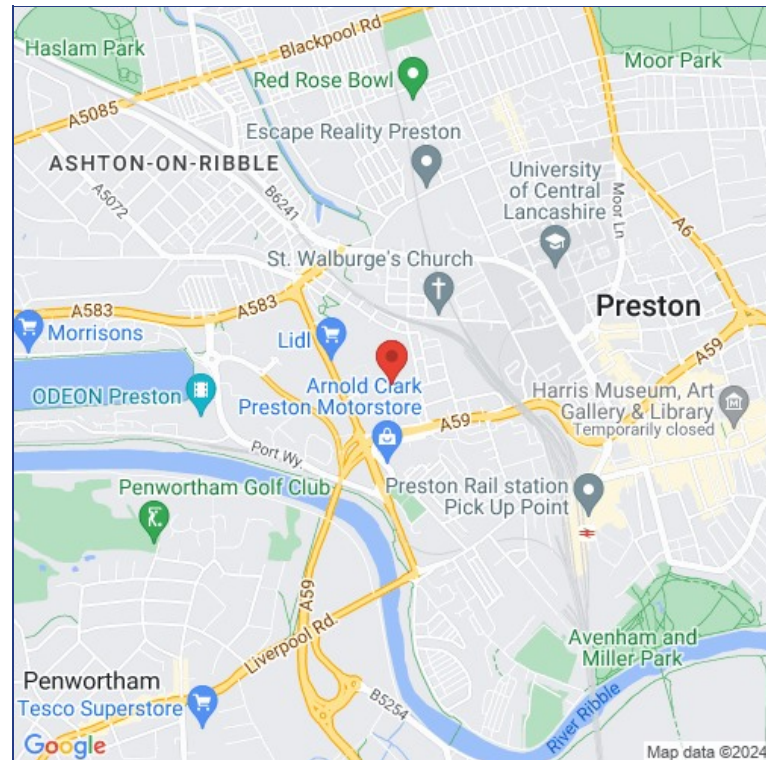 Haslam Park
Blackpool Rd
Moor Park
Red Rose Bowl
A5085
Escape Reality Preston
ASHTON-ON-RIBBLE
University
of Central
Lancashire
A5072
B6241
Moor Ln
A6
St. Walburge's Church
A583
A583
Preston
Morrisons
Lidl
A59
ODEON Preston
Arnold Clark
Preston Motorstore
Harris Museum, Art
Gallery & Library
Temporarily closed
A59
Port Wy.
Penwortham Golf Club
Preston Rail station
Pick Up Point
A59
Liverpool Rd.
Avenham and
Miller Park
Penwortham
Tesco Superstore
B5254
River Ribble
Google
Map data ©2024